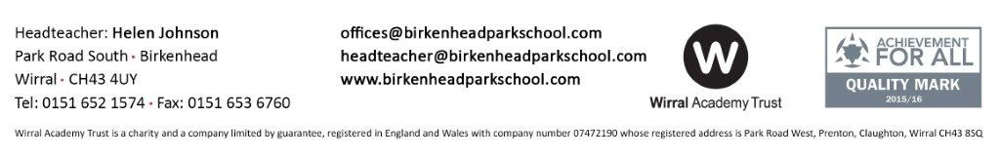 Headteacher: Helen Johnson
Park Road South · Birkenhead
Wirral · CH43 4UY
Tel: 0151 652 1574 · Fax: 0151 653 6760
offices@birkenheadparkschool.com
headteacher@birkenheadparkschool.com
www.birkenheadparkschool.com
W
Wirral Academy Trust
ACHIEVEMENT
FOR ALL
QUALITY MARK
2015/16
Wirral Academy Trust is a charity and a company limited by guarantee, registered in England and Wales with company number 07472190 whose registered address is Park Road West, Prenton, Claughton, Wirral CH43 8SQ